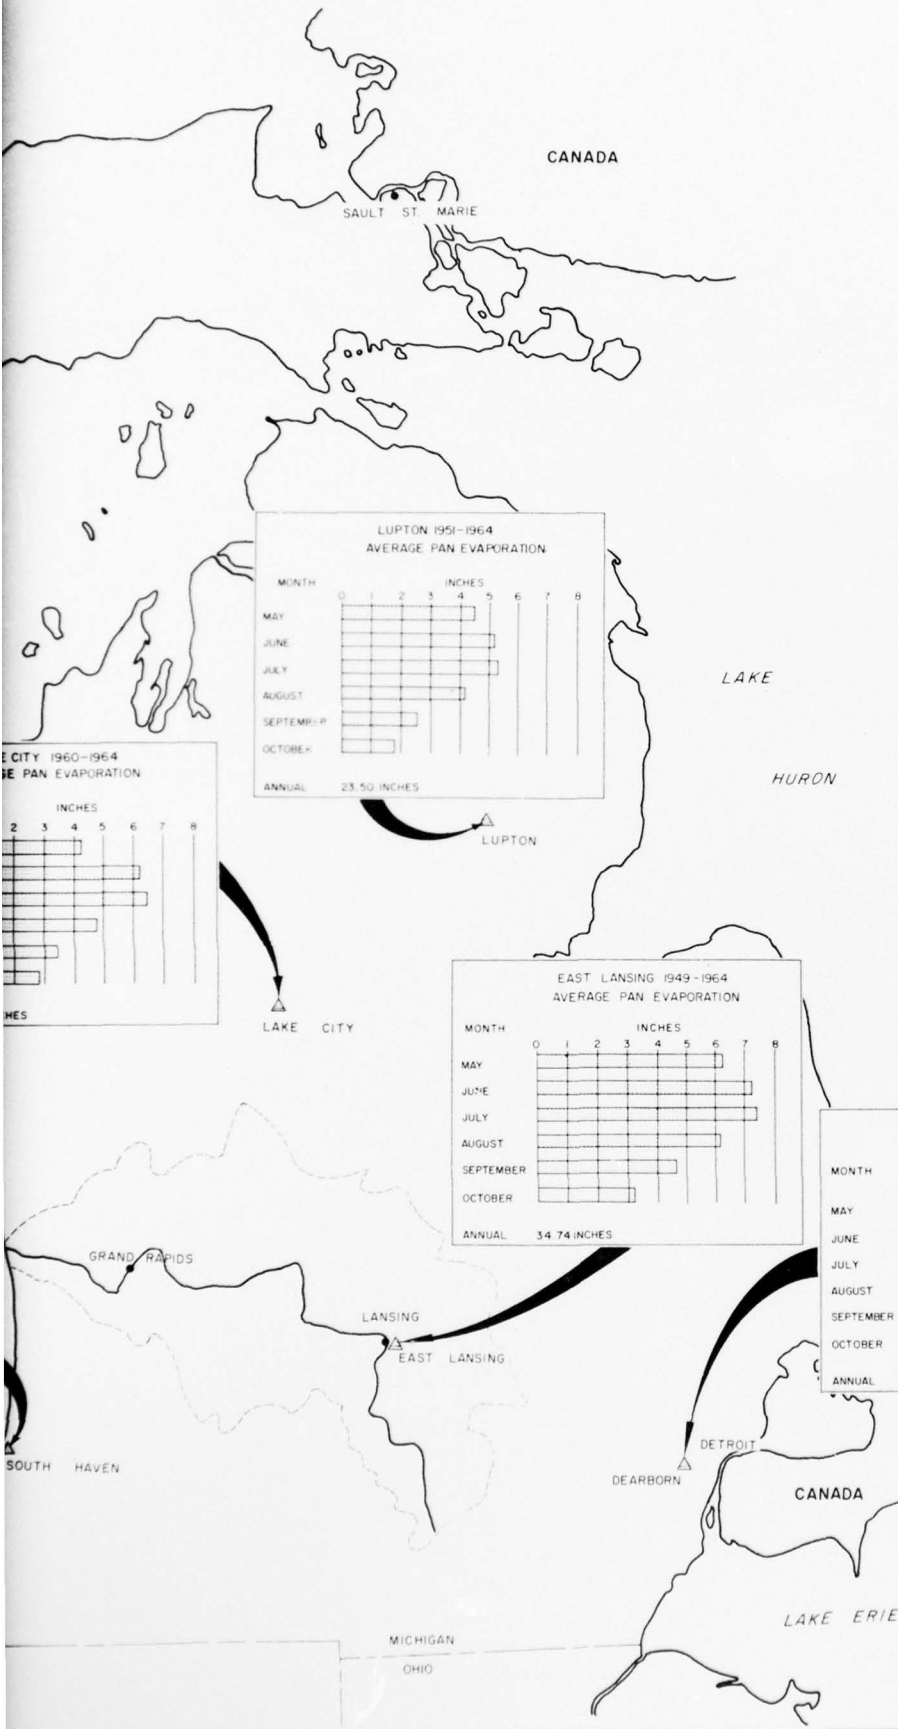 CANADA
SAULT ST. MARIE
LUPTON 1951-1964
AVERAGE PAN EVAPORATION
MONTH INCHES
0 1 2 3 4 5 6 7 8
MAY
JUNE
JULY
AUGUST
SEPTEMBER
OCTOBER
ANNUAL 23.50 INCHES
LUPTON
LAKE
HURON
E CITY 1960-1964
GE PAN EVAPORATION
INCHES
2 3 4 5 6 7 8
HES
LAKE CITY
EAST LANSING 1949-1964
AVERAGE PAN EVAPORATION
MONTH INCHES
0 1 2 3 4 5 6 7 8
MAY
JUNE
JULY
AUGUST
SEPTEMBER
OCTOBER
ANNUAL 34.74 INCHES
MONTH
MAY
JUNE
JULY
AUGUST
SEPTEMBER
OCTOBER
ANNUAL
GRAND RAPIDS
LANSING
EAST LANSING
SOUTH HAVEN
DETROIT
DEARBORN
CANADA
LAKE ERIE
MICHIGAN
OHIO